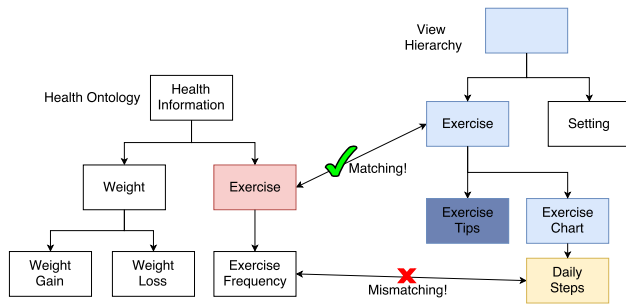 View
Hierarchy
Health Ontology
Health
Information
Exercise
Setting
Matching!
Weight
Exercise
Exercise
Tips
Exercise
Chart
Weight
Gain
Weight
Loss
Exercise
Frequency
Mismatching!
Daily
Steps